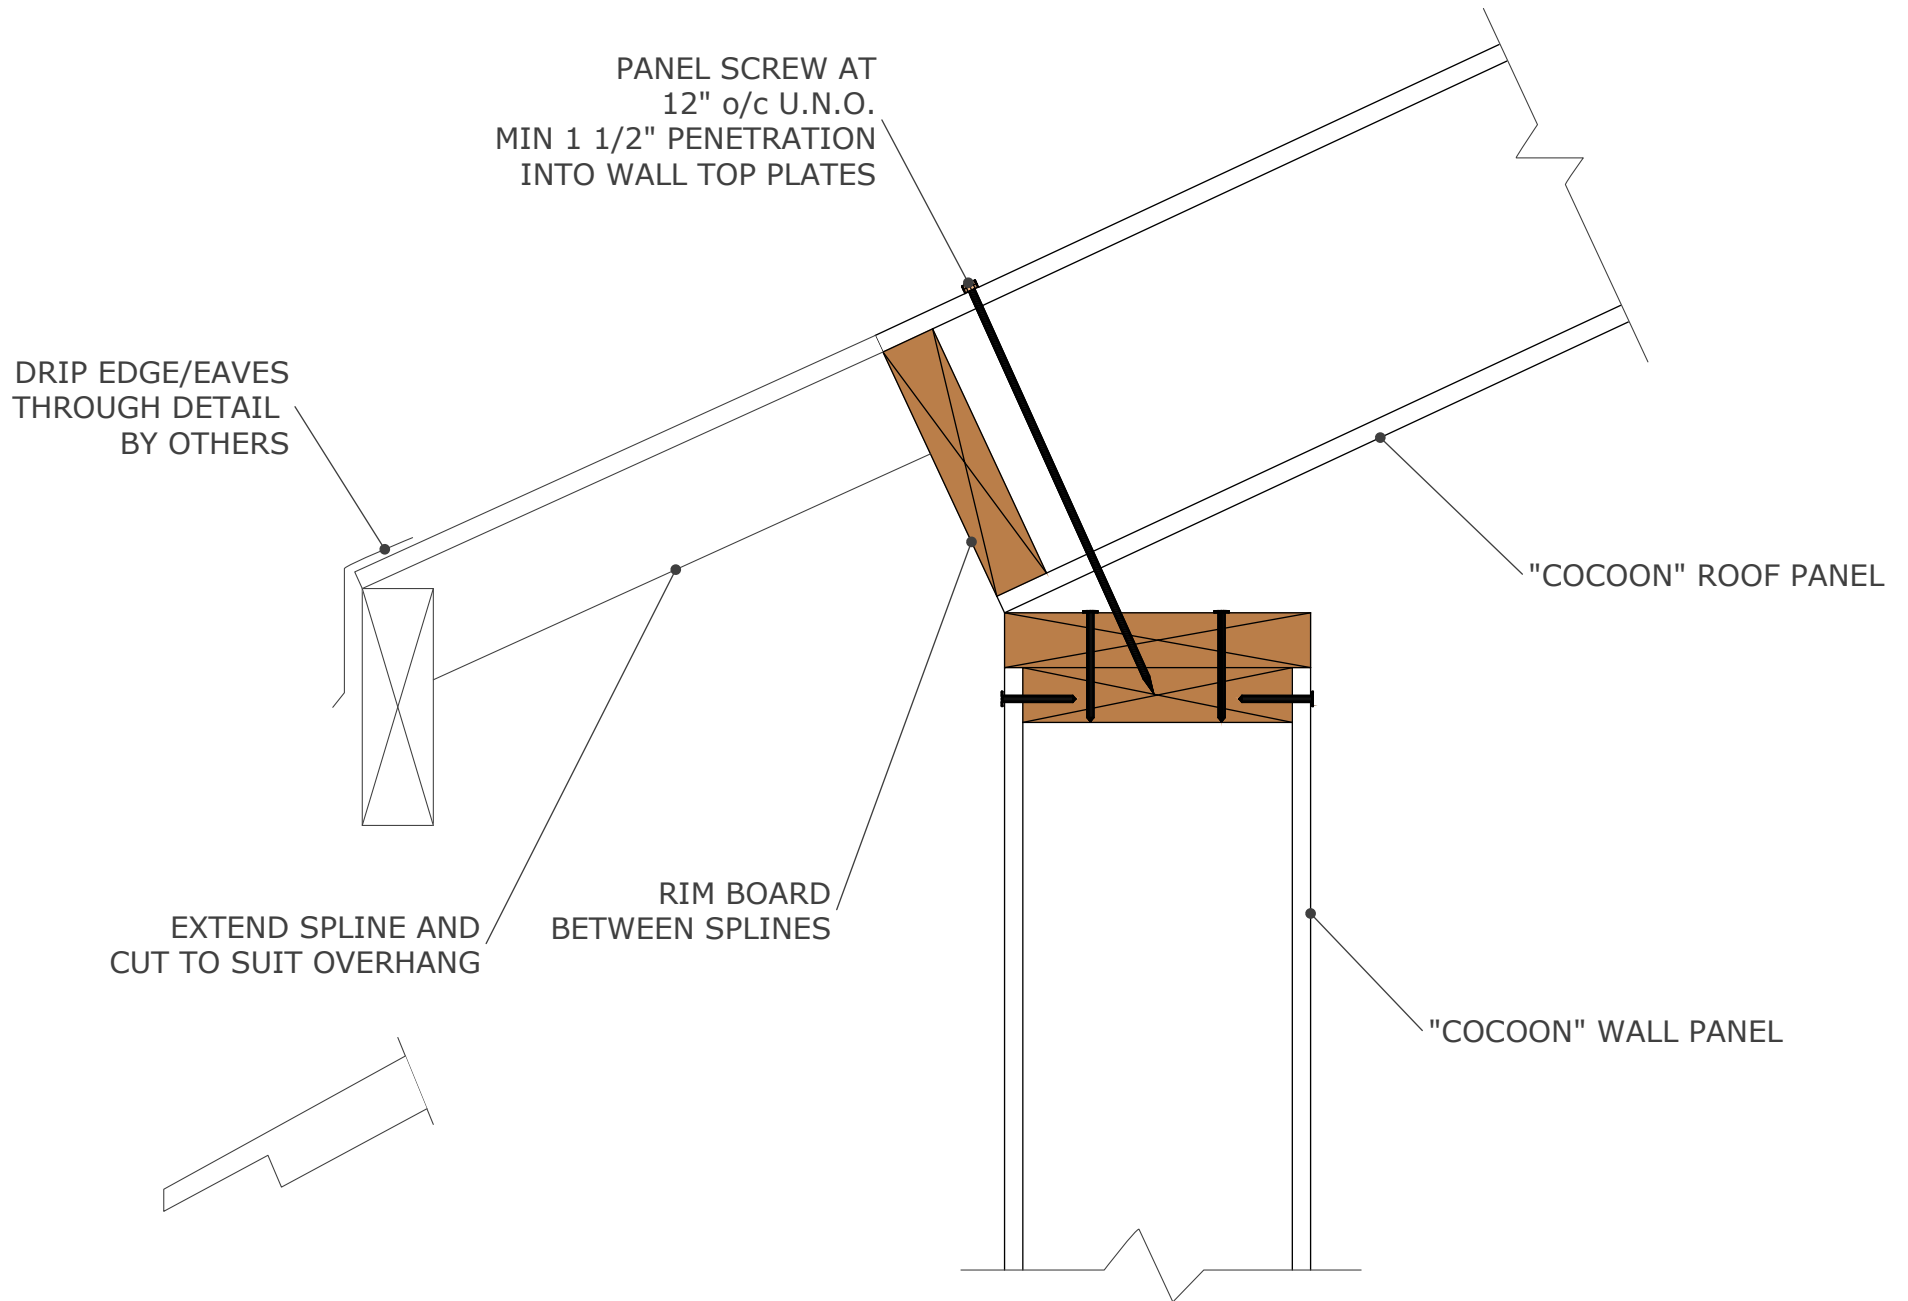 PANEL SCREW AT
12" o/c U.N.O.
MIN 1 1/2" PENETRATION
INTO WALL TOP PLATES
DRIP EDGE/EAVES
THROUGH DETAIL
BY OTHERS
"COCOON" ROOF PANEL
RIM BOARD
BETWEEN SPLINES
EXTEND SPLINE AND
CUT TO SUIT OVERHANG
"COCOON" WALL PANEL